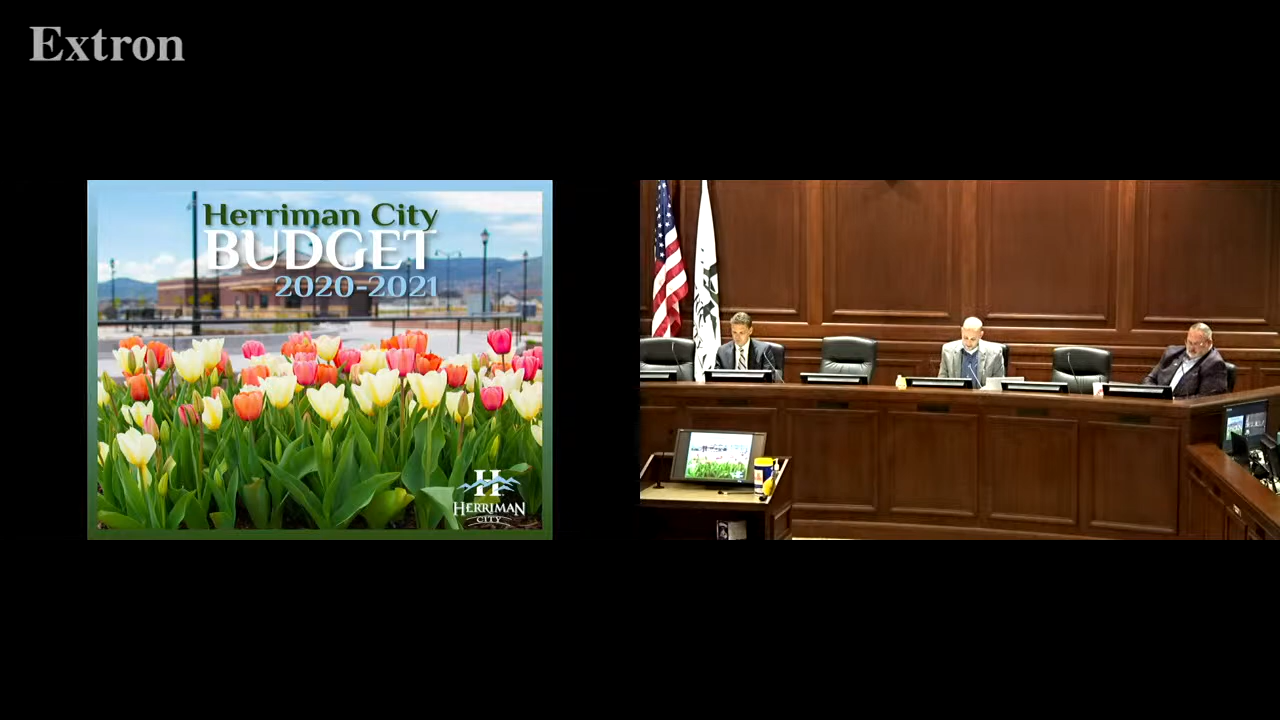 Extron
Herriman City
BUDGET
2020-2021
H
HERRIMAN
CITY